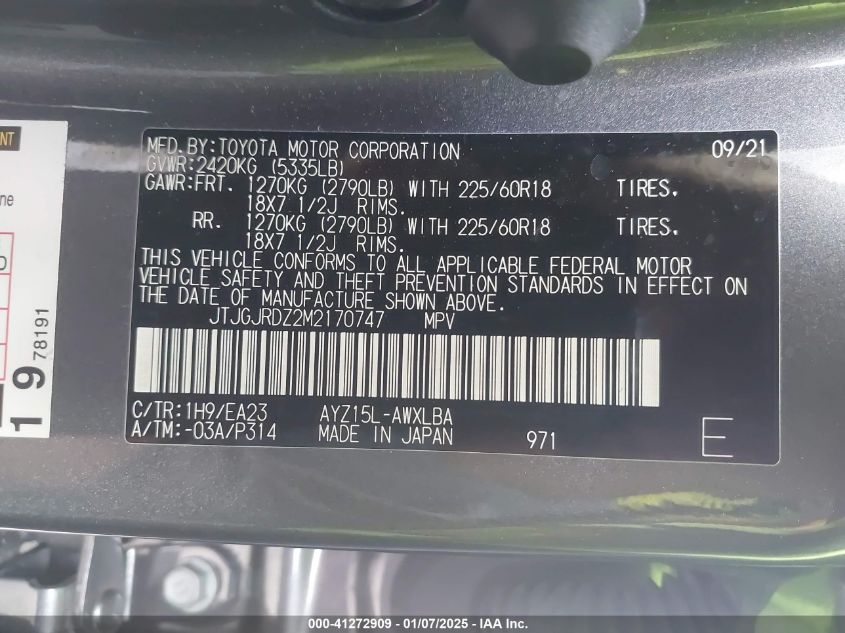 MFD.BY:TOYOTA MOTOR CORPORATION 09/21
GVWR:2420KG (5335LB)
GAWR:FRT. 1270KG (2790LB) WITH 225/60R18 TIRES.
18X7 1/2J RIMS.
RR. 1270KG (2790LB) WITH 225/60R18 TIRES.
18X7 1/2J RIMS.
THIS VEHICLE CONFORMS TO ALL APPLICABLE FEDERAL MOTOR
VEHICLE SAFETY AND THEFT PREVENTION STANDARDS IN EFFECT ON
THE DATE OF MANUFACTURE SHOWN ABOVE.
JTJGJRDZ2M2170747 MPV
C/TR:1H9/EA23 AYZ15L-AWXLBA
A/TM:-03A/P314 MADE IN JAPAN 971 E
19 78191
000-41272909 - 01/07/2025 - IAA Inc.